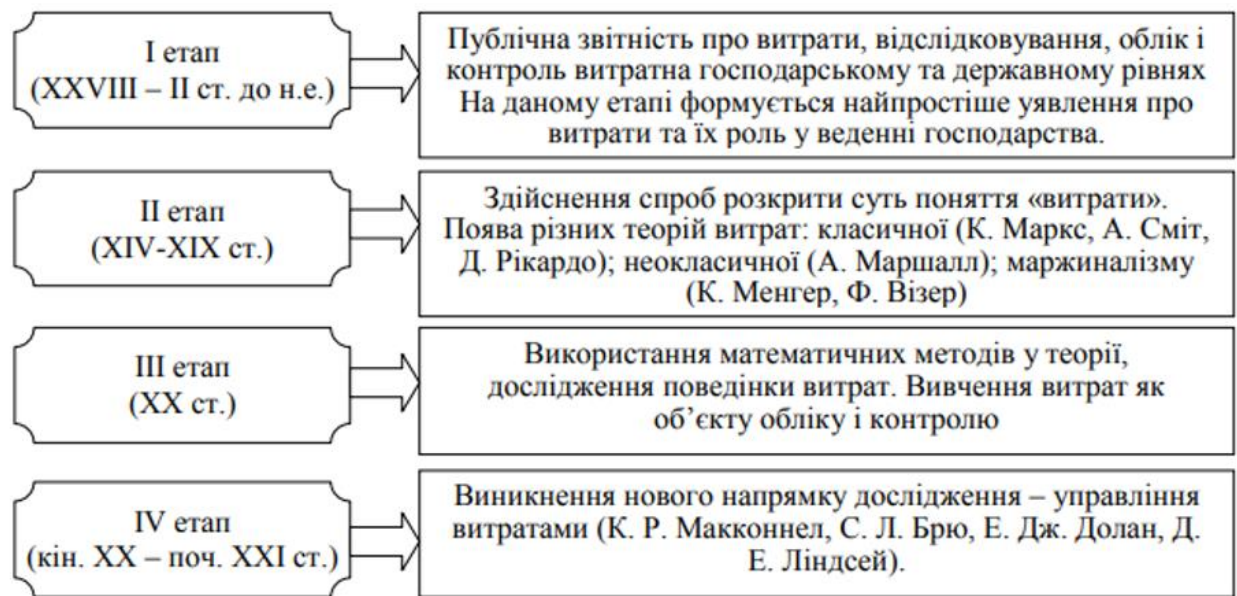 І етап
(XXVIII – II ст. до н.е.)
Публічна звітність про витрати, відслідковування, облік і
контроль витратна господарському та державному рівнях
На даному етапі формується найпростіше уявлення про
витрати та їх роль у веденні господарства.
ІІ етап
(XIV-XIX ст.)
Здійснення спроб розкрити суть поняття «витрати».
Поява різних теорій витрат: класичної (К. Маркс, А. Сміт,
Д. Рікардо); неокласичної (А. Маршалл); маржиналізму
(К. Менгер, Ф. Візер)
ІІІ етап
(XX ст.)
Використання математичних методів у теорії,
дослідження поведінки витрат. Вивчення витрат як
об’єкту обліку і контролю
IV етап
(кін. XX – поч. XXI ст.)
Виникнення нового напрямку дослідження – управління
витратами (К. Р. Макконнел, С. Л. Брю, Е. Дж. Долан, Д.
Е. Ліндсей).